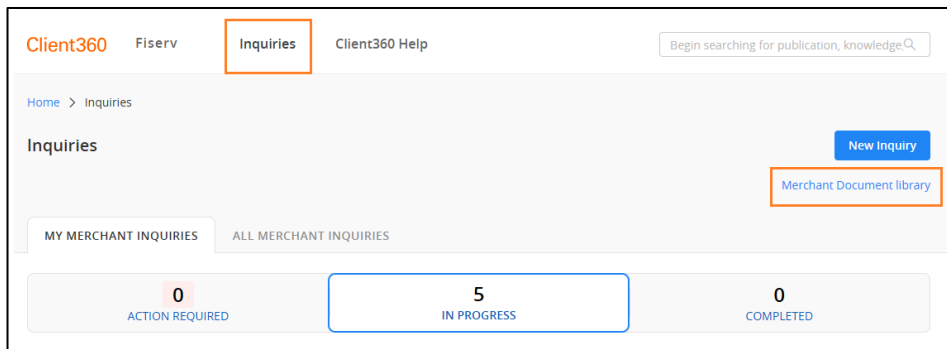 Client360 Fiserv Inquiries Client360 Help Begin searching for publication, knowledge,
Home > Inquiries
Inquiries
New Inquiry
Merchant Document library
MY MERCHANT INQUIRIES ALL MERCHANT INQUIRIES
0 5 0
ACTION REQUIRED IN PROGRESS COMPLETED